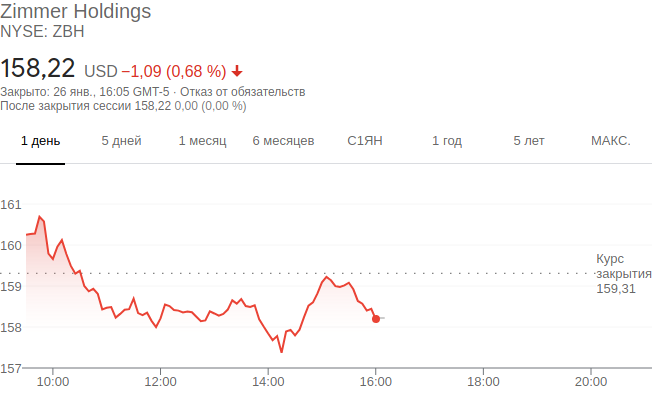 Zimmer Holdings
NYSE: ZBH
158,22 USD −1,09 (0,68 %)
Закрыто: 26 янв., 16:05 GMT-5 · Отказ от обязательств
После закрытия сессии 158,22 0,00 (0,00 %)
1 день 5 дней 1 месяц 6 месяцев С1ЯН 1 год 5 лет МАКС.
161
160
Курс
закрытия
159,31
159
158
157
10:00 12:00 14:00 16:00 18:00 20:00